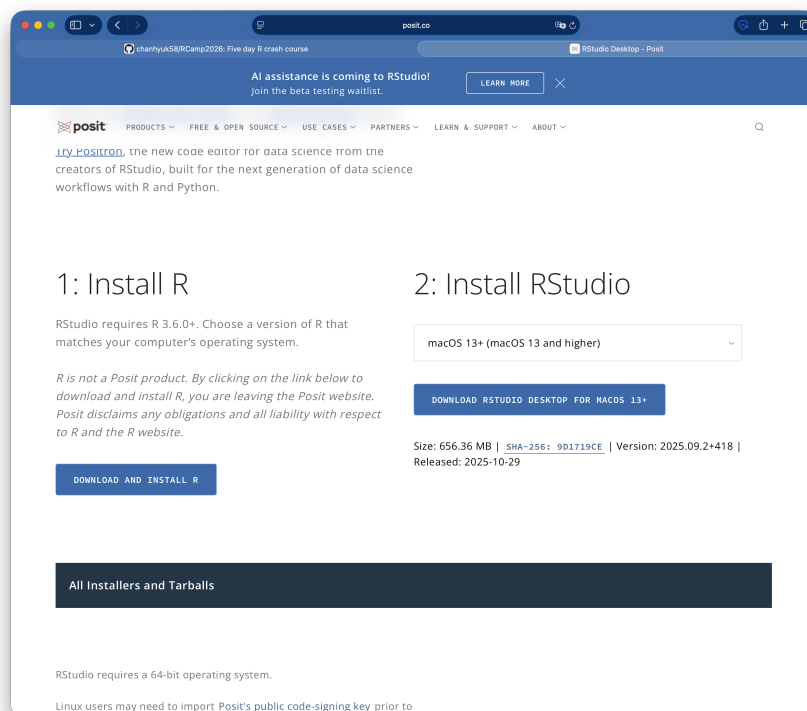 posit.co
chanhyuk58/RCamp2026: Five day R crash course
RStudio Desktop - Posit
AI assistance is coming to RStudio!
Join the beta testing waitlist.
LEARN MORE
posit
PRODUCTS
FREE & OPEN SOURCE
USE CASES
PARTNERS
LEARN & SUPPORT
ABOUT
Try Positron, the new code editor for data science from the
creators of RStudio, built for the next generation of data science
workflows with R and Python.
1: Install R
RStudio requires R 3.6.0+. Choose a version of R that
matches your computer's operating system.
R is not a Posit product. By clicking on the link below to
download and install R, you are leaving the Posit website.
Posit disclaims any obligations and all liability with respect
to R and the R website.
DOWNLOAD AND INSTALL R
2: Install RStudio
macOS 13+ (macOS 13 and higher)
DOWNLOAD RSTUDIO DESKTOP FOR MACOS 13+
Size: 656.36 MB | SHA-256: 9D1719CE | Version: 2025.09.2+418 |
Released: 2025-10-29
All Installers and Tarballs
RStudio requires a 64-bit operating system.
Linux users may need to import Posit's public code-signing key prior to